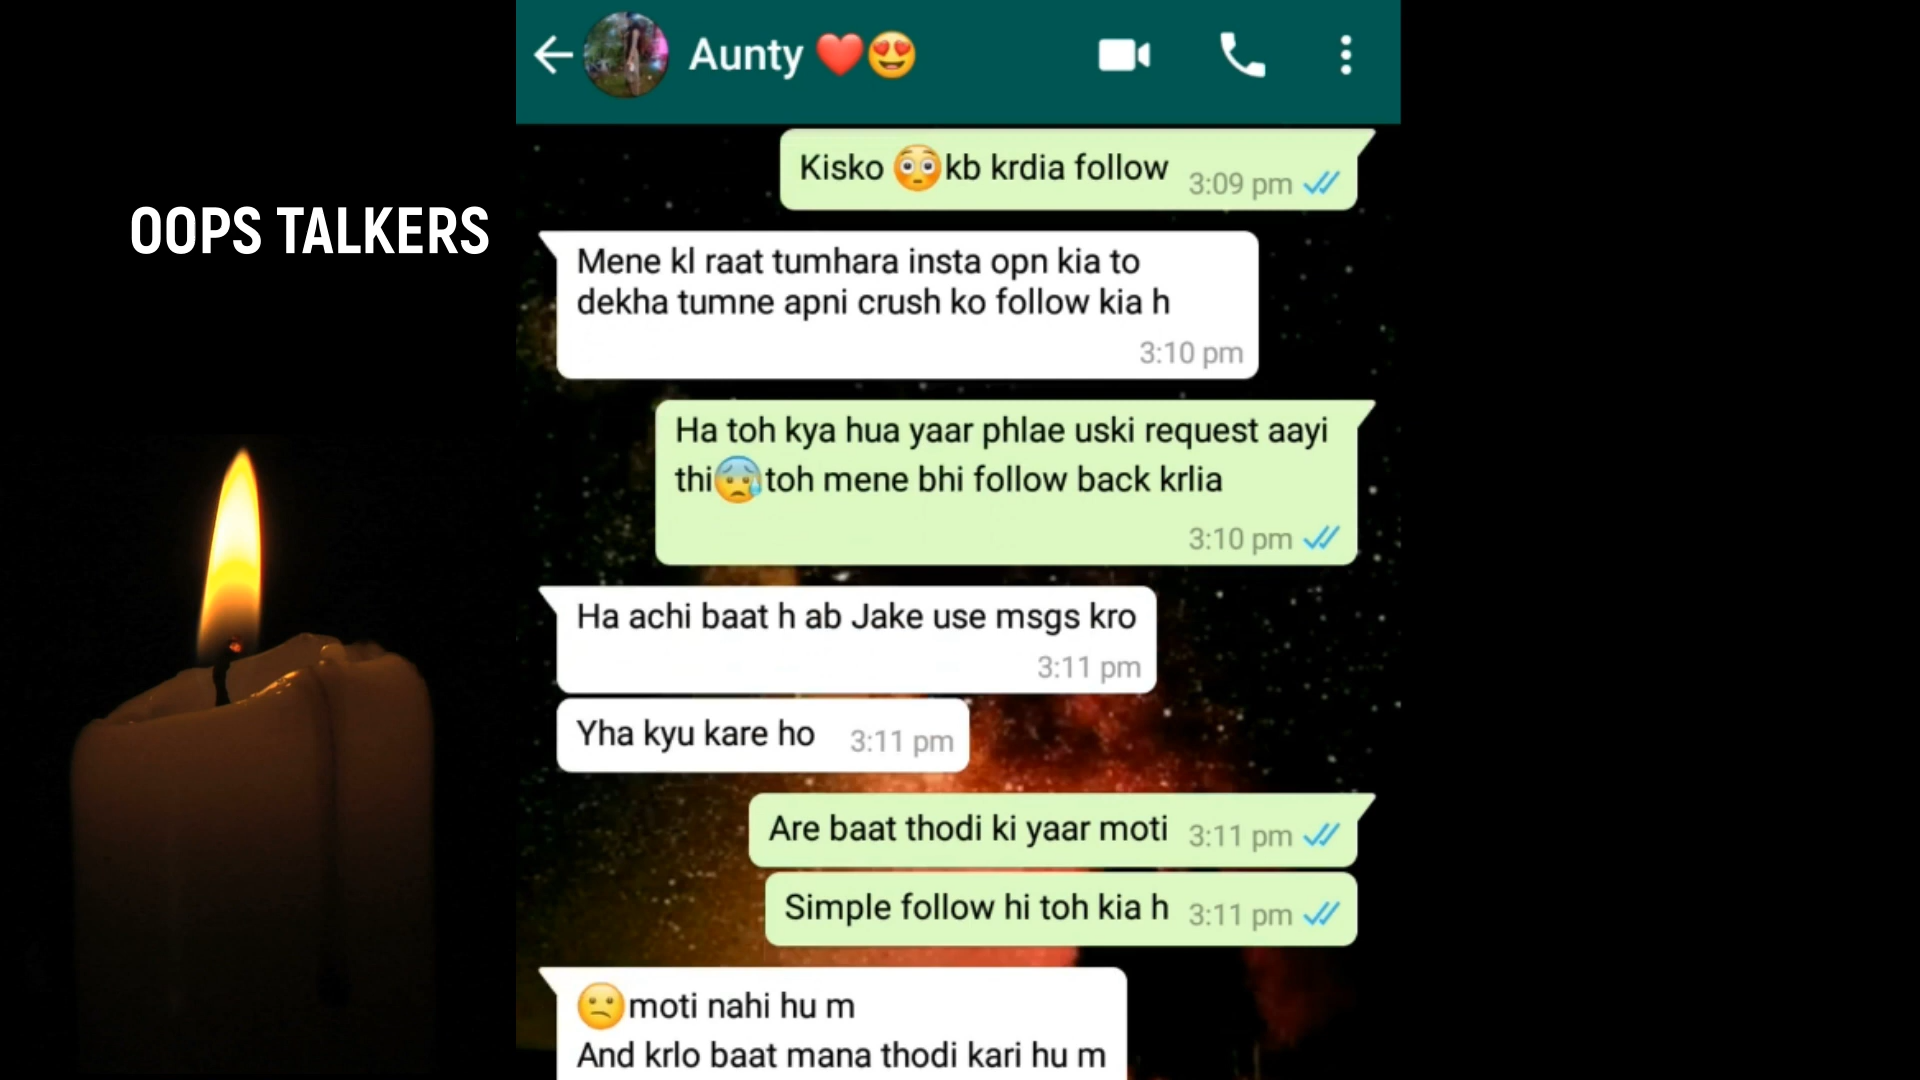 OOPS TALKERS
Aunty ❤️😍
Kisko 😳kb krdia follow
3:09 pm
Mene kl raat tumhara insta opn kia to
dekha tumne apni crush ko follow kia h
3:10 pm
Ha toh kya hua yaar phlae uski request aayi
thi😰toh mene bhi follow back krlia
3:10 pm
Ha achi baat h ab Jake use msgs kro
3:11 pm
Yha kyu kare ho
3:11 pm
Are baat thodi ki yaar moti
3:11 pm
Simple follow hi toh kia h
3:11 pm
😕moti nahi hu m
And krlo baat mana thodi kari hu m